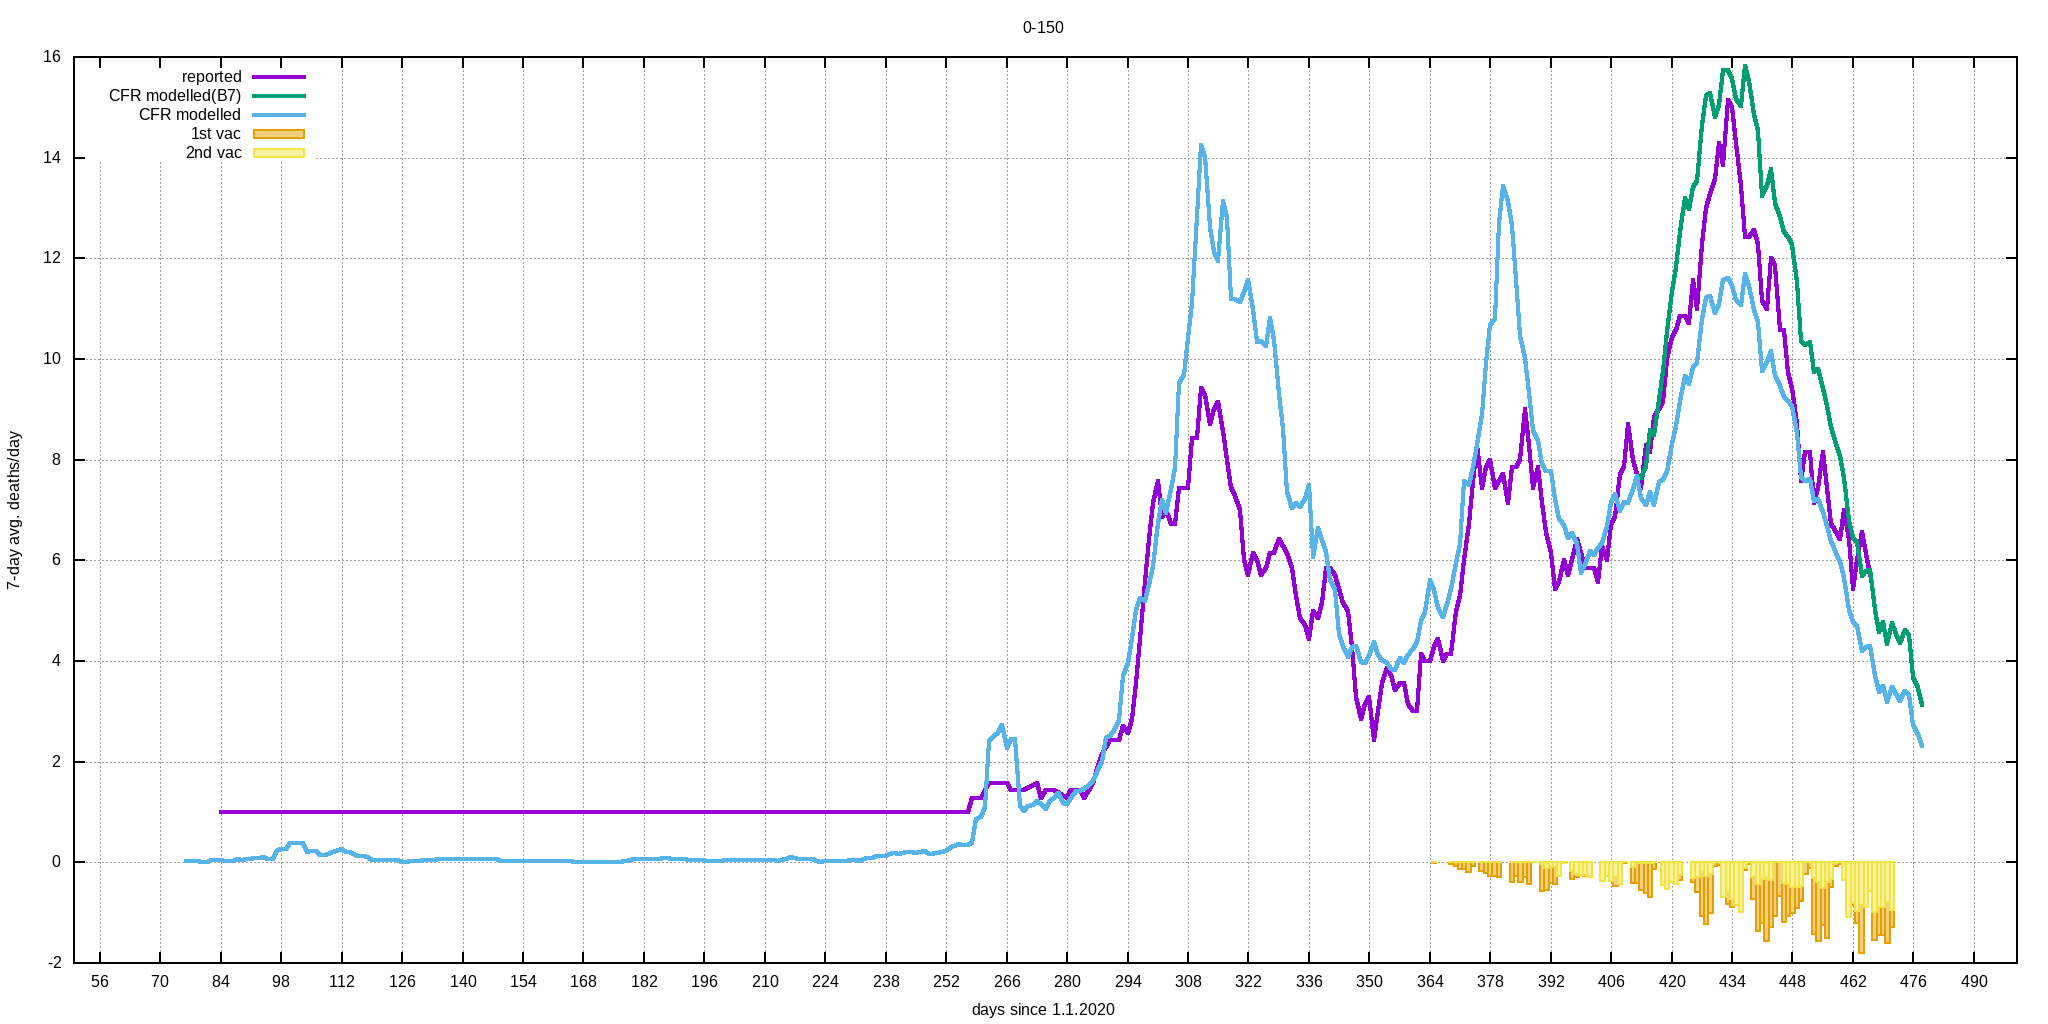 0-150
reported
CFR modelled(B7)
CFR modelled
1st vac
2nd vac
16
14
12
10
8
6
4
2
0
-2
7-day avg. deaths/day
56 70 84 98 112 126 140 154 168 182 196 210 224 238 252 266 280 294 308 322 336 350 364 378 392 406 420 434 448 462 476 490
days since 1.1.2020